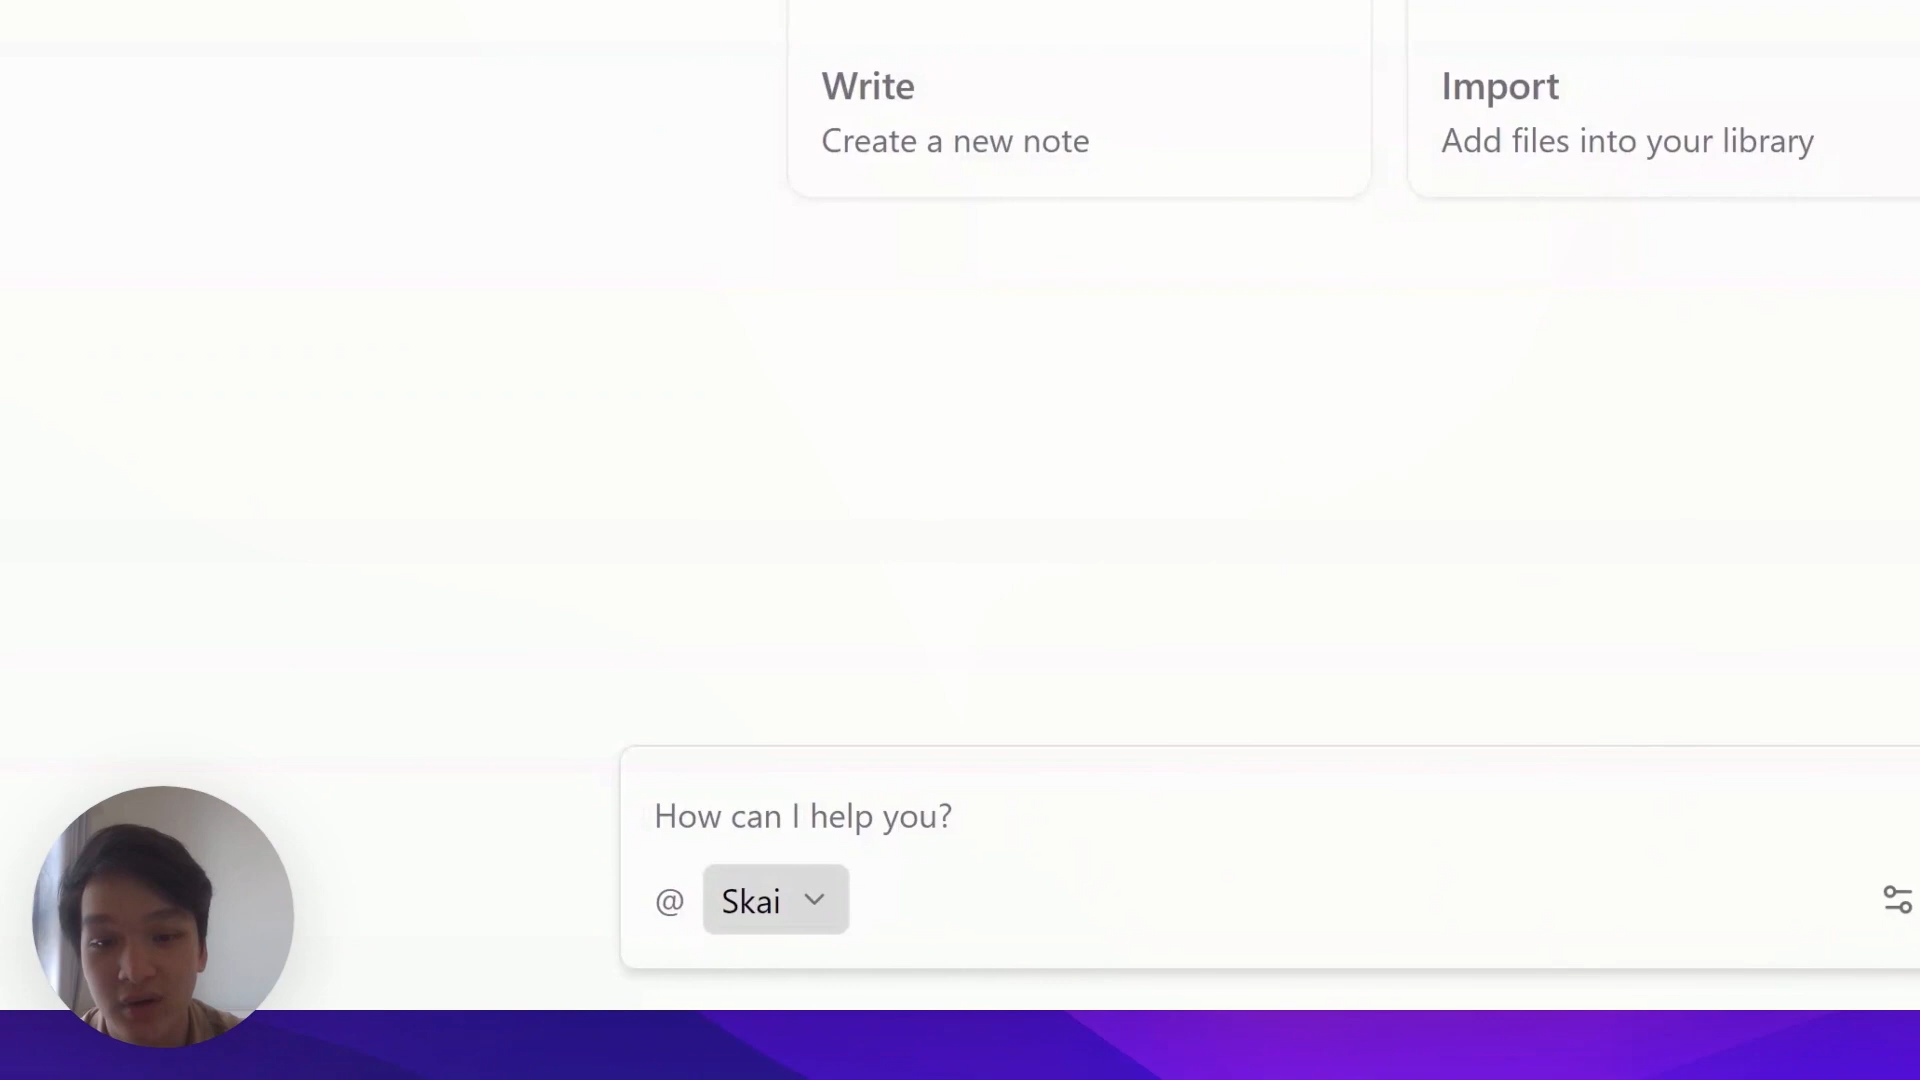 Write
Create a new note
Import
Add files into your library
How can I help you?
@ Skai